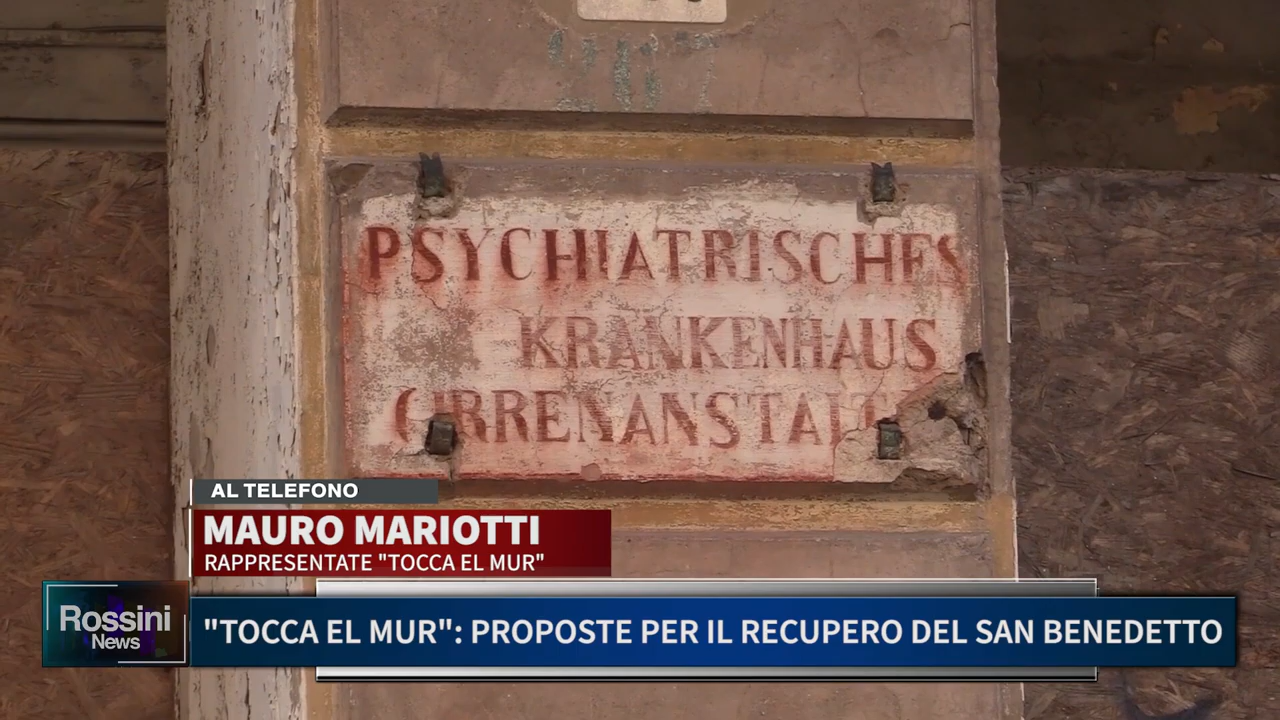 PSYCHIATRISCHES
KRANKENHAUS
(IRRENANSTALT
AL TELEFONO
MAURO MARIOTTI
RAPPRESENTATE "TOCCA EL MUR"
Rossini
News
"TOCCA EL MUR": PROPOSTE PER IL RECUPERO DEL SAN BENEDETTO